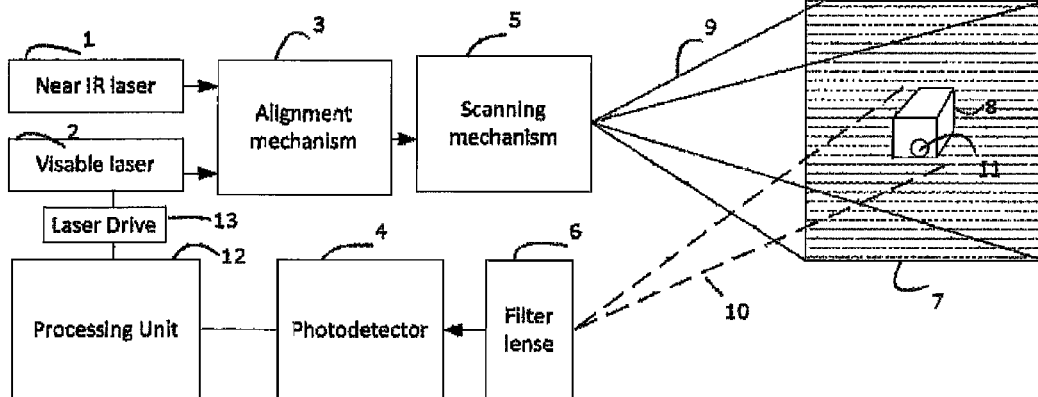 1
3
5
9
Near IR laser
Alignment
mechanism
Scanning
mechanism
8
2
Visable laser
11
Laser Drive
13
12
4
6
10
7
Processing Unit
Photodetector
Filter
lense